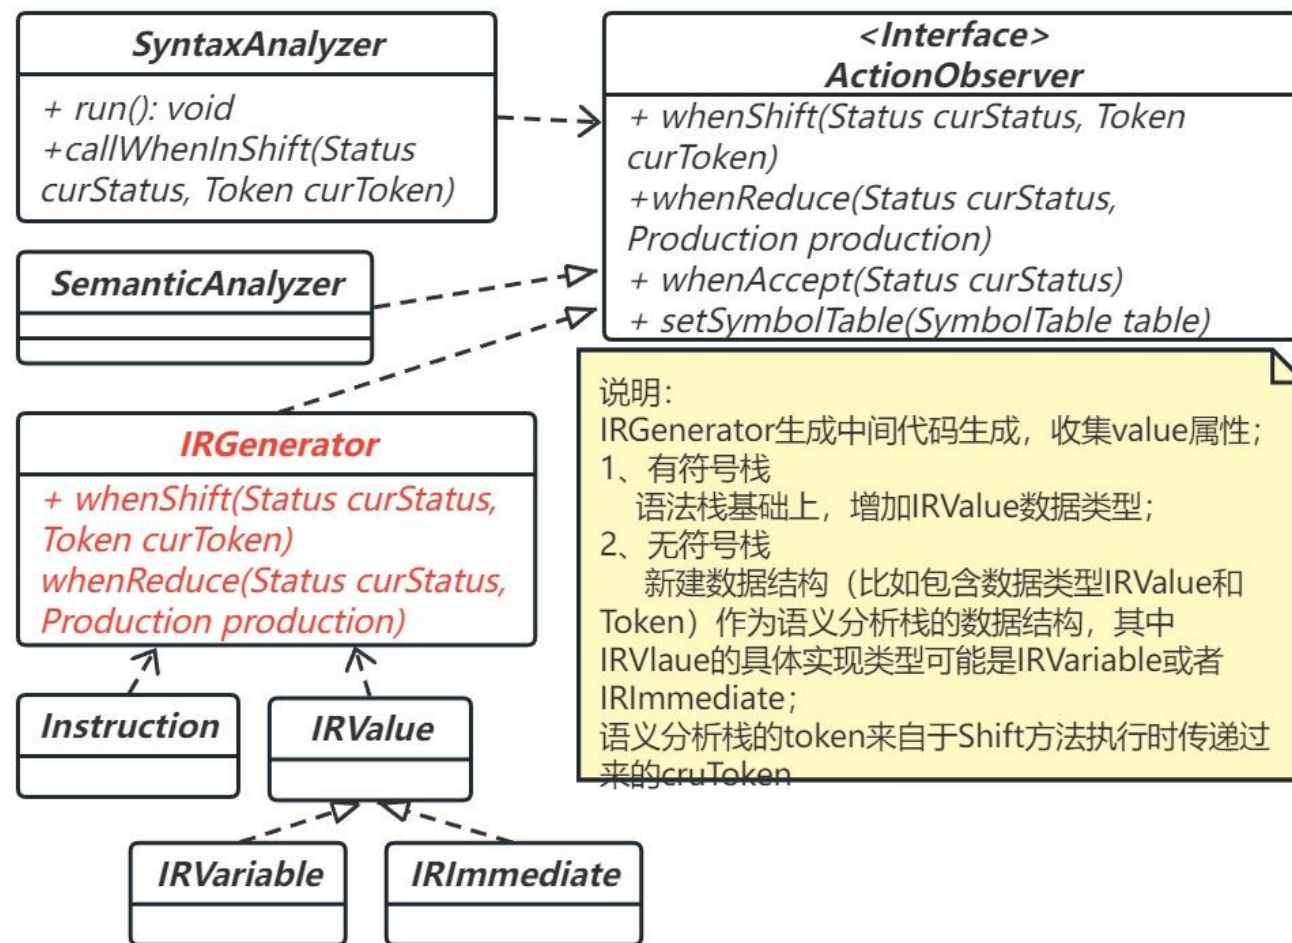 SyntaxAnalyzer
+ run(): void
+callWhenInShift(Status
curStatus, Token curToken)
<Interface>
ActionObserver
+ whenShift(Status curStatus, Token
curToken)
+whenReduce(Status curStatus,
Production production)
+ whenAccept(Status curStatus)
+ setSymbolTable(SymbolTable table)
SemanticAnalyzer
IRGenerator
+ whenShift(Status curStatus,
Token curToken)
whenReduce(Status curStatus,
Production production)
说明：
IRGenerator生成中间代码生成，收集value属性；
1、有符号栈
语法栈基础上，增加IRValue数据类型；
2、无符号栈
新建数据结构（比如包含数据类型IRValue和
Token）作为语义分析栈的数据结构，其中
IRVlaue的具体实现类型可能是IRVariable或者
IRImmediate；
语义分析栈的token来自于Shift方法执行时传递过
来的cruToken
Instruction
IRValue
IRVariable
IRImmediate